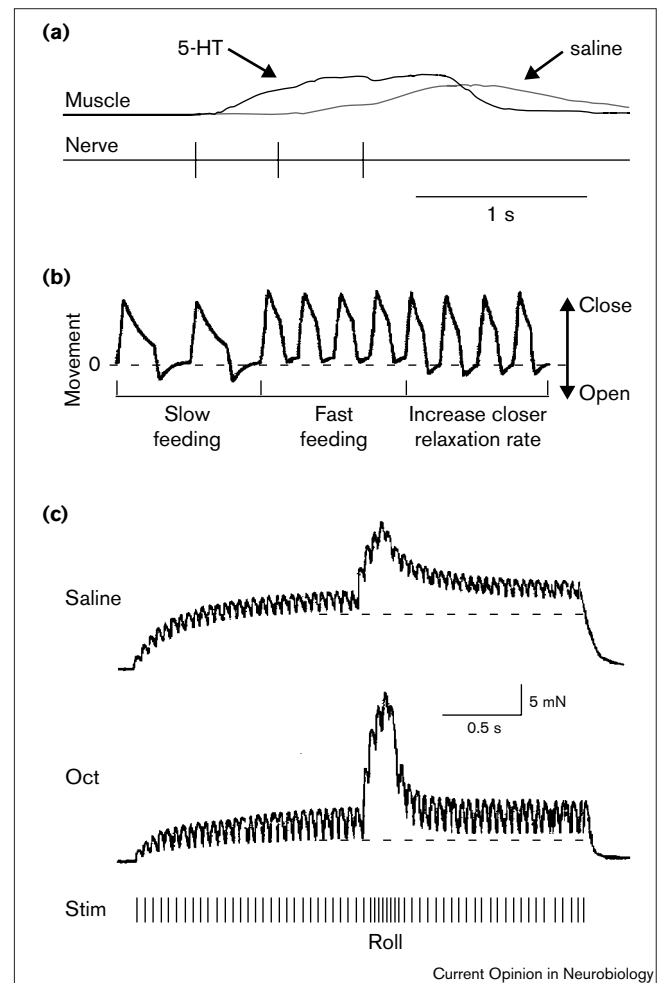 (a)
5-HT
saline
Muscle
Nerve
1 s
(b)
Movement
0
Close
Open
Slow feeding
Fast feeding
Increase closer relaxation rate
(c)
Saline
5 mN
0.5 s
Oct
Stim
Roll
Current Opinion in Neurobiology